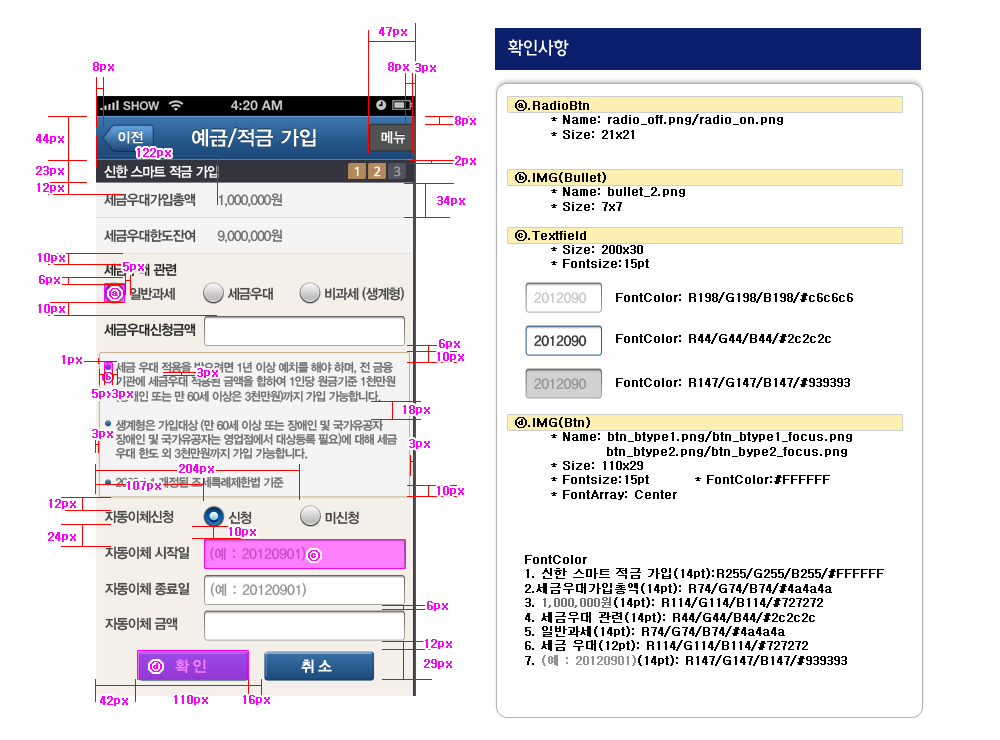 47px
8px
8px
3px
SHOW
4:20 AM
8px
44px
이전
예금/적금 가입
메뉴
122px
2px
23px
신한 스마트 적금 가입
1 2 3
12px
세금우대가입총액
1,000,000원
34px
세금우대한도잔여
9,000,000원
10px
세금우대 관련
5px
6px
ⓐ 일반과세
세금우대
비과세 (생계형)
10px
세금우대신청금액
6px
10px
1px
세금 우대 적용을 받으려면 1년 이상 예치를 해야 하며, 전 금융
3px
ⓑ
기관에 세금우대 적용된 금액을 합하여 1인당 원금기준 1천만원
5px
3px
(장애인 또는 만 60세 이상은 3천만원)까지 가입 가능합니다.
18px
생계형은 가입대상 (만 60세 이상 또는 장애인 및 국가유공자
3px
장애인 및 국가유공자는 영업점에서 대상등록 필요)에 대해 세금
3px
우대 한도 외 3천만원까지 가입 가능합니다.
204px
개정된 조세특례제한법 기준
107px
10px
12px
자동이체신청
신청
미신청
10px
24px
자동이체 시작일
(예 : 20120901)
ⓒ
자동이체 종료일
(예 : 20120901)
6px
자동이체 금액
12px
ⓓ 확 인
취 소
29px
42px
110px
16px
확인사항
ⓐ.RadioBtn
* Name: radio_off.png/radio_on.png
* Size: 21x21
ⓑ.IMG(Bullet)
* Name: bullet_2.png
* Size: 7x7
ⓒ.Textfield
* Size: 200x30
* Fontsize:15pt
2012090
FontColor: R198/G198/B198/#c6c6c6
2012090
FontColor: R44/G44/B44/#2c2c2c
2012090
FontColor: R147/G147/B147/#939393
ⓓ.IMG(Btn)
* Name: btn_btype1.png/btn_btype1_focus.png
btn_btype2.png/btn_bype2_focus.png
* Size: 110x29
* Fontsize:15pt * FontColor:#FFFFFF
* FontArray: Center
FontColor
1. 신한 스마트 적금 가입(14pt):R255/G255/B255/#FFFFFF
2.세금우대가입총액(14pt): R74/G74/B74/#4a4a4a
3. 1,000,000원(14pt): R114/G114/B114/#727272
4. 세금우대 관련(14pt): R44/G44/B44/#2c2c2c
5. 일반과세(14pt): R74/G74/B74/#4a4a4a
6. 세금 우대(12pt): R114/G114/B114/#727272
7. (예 : 20120901)(14pt): R147/G147/B147/#939393